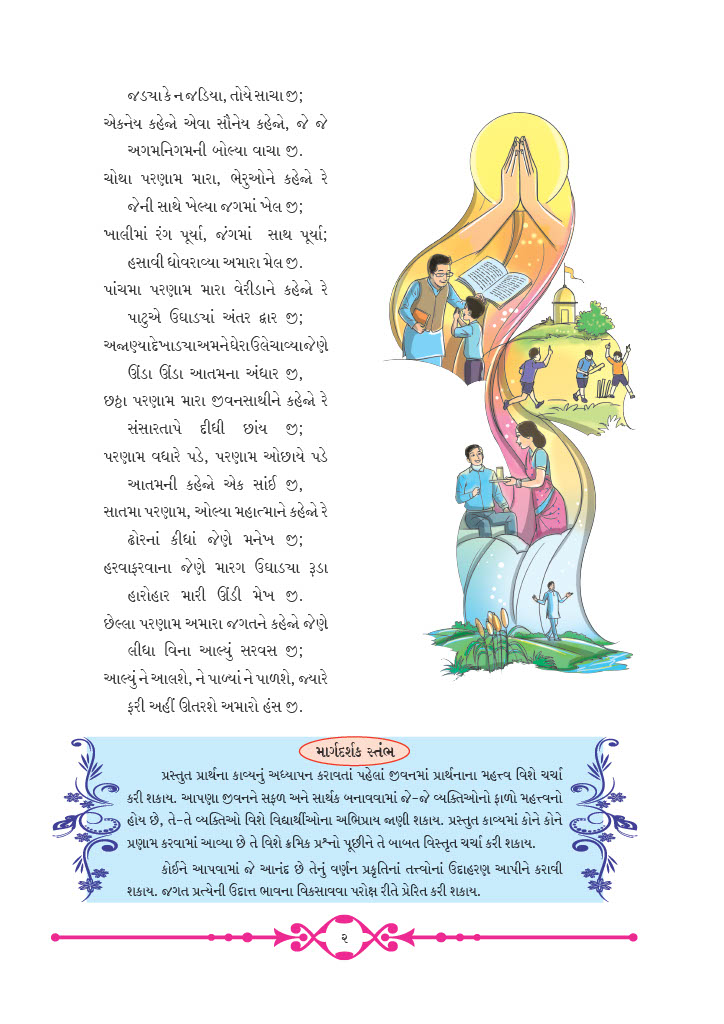 જડ્યા કે ન જડિયા, તોયે સાચા જી;
એકનેય કહેજો એવા સૌનેય કહેજો, જે જે
અગમનિગમની બોલ્યા વાચા જી.
ચોથા પરણામ મારા, ભેરુઓને કહેજો રે
જેની સાથે ખેલ્યા જગમાં ખેલ જી;
ખાલીમાં રંગ પૂર્યા, જંગમાં સાથ પૂર્યા;
હસાવી ધોવરાવ્યા અમારા મેલ જી.
પાંચમા પરણામ મારા વેરીડાને કહેજો રે
પાટુએ ઉઘાડ્યાં અંતર દ્વાર જી;
અજાણ્યા દેખાડ્યા અમને ઘેરા ઉલેચાવ્યા જેણે
ઊંડા ઊંડા આતમના અંધાર જી,
છઠ્ઠા પરણામ મારા જીવનસાથીને કહેજો રે
સંસારતાપે દીધી છાંય જી;
પરણામ વધારે પડે, પરણામ ઓછાયે પડે
આતમની કહેજો એક સાંઈ જી,
સાતમા પરણામ, ઓલ્યા મહાત્માને કહેજો રે
ઢોરનાં કીધાં જેણે મનેખ જી;
હરવાફરવાના જેણે મારગ ઉઘાડ્યા રૂડા
હારોહાર મારી ઊંડી મેખ જી.
છેલ્લા પરણામ અમારા જગતને કહેજો જેણે
લીધા વિના આલ્યું સરવસ જી;
આલ્યું ને આલશે, ને પાળ્યાં ને પાળશે, જ્યારે
ફરી અહીં ઊતરશે અમારો હંસ જી.
માર્ગદર્શક સ્તંભ
પ્રસ્તુત પ્રાર્થના કાવ્યનું અધ્યાપન કરાવતાં પહેલાં જીવનમાં પ્રાર્થનાના મહત્ત્વ વિશે ચર્ચા
કરી શકાય. આપણા જીવનને સફળ અને સાર્થક બનાવવામાં જે-જે વ્યક્તિઓનો ફાળો મહત્ત્વનો
હોય છે, તે-તે વ્યક્તિઓ વિશે વિદ્યાર્થીઓના અભિપ્રાય જાણી શકાય. પ્રસ્તુત કાવ્યમાં કોને કોને
પ્રણામ કરવામાં આવ્યા છે તે વિશે ક્રમિક પ્રશ્નો પૂછીને તે બાબત વિસ્તૃત ચર્ચા કરી શકાય.
કોઈને આપવામાં જે આનંદ છે તેનું વર્ણન પ્રકૃતિનાં તત્ત્વોનાં ઉદાહરણ આપીને કરાવી
શકાય. જગત પ્રત્યેની ઉદાત્ત ભાવના વિકસાવવા પરોક્ષ રીતે પ્રેરિત કરી શકાય.
૨